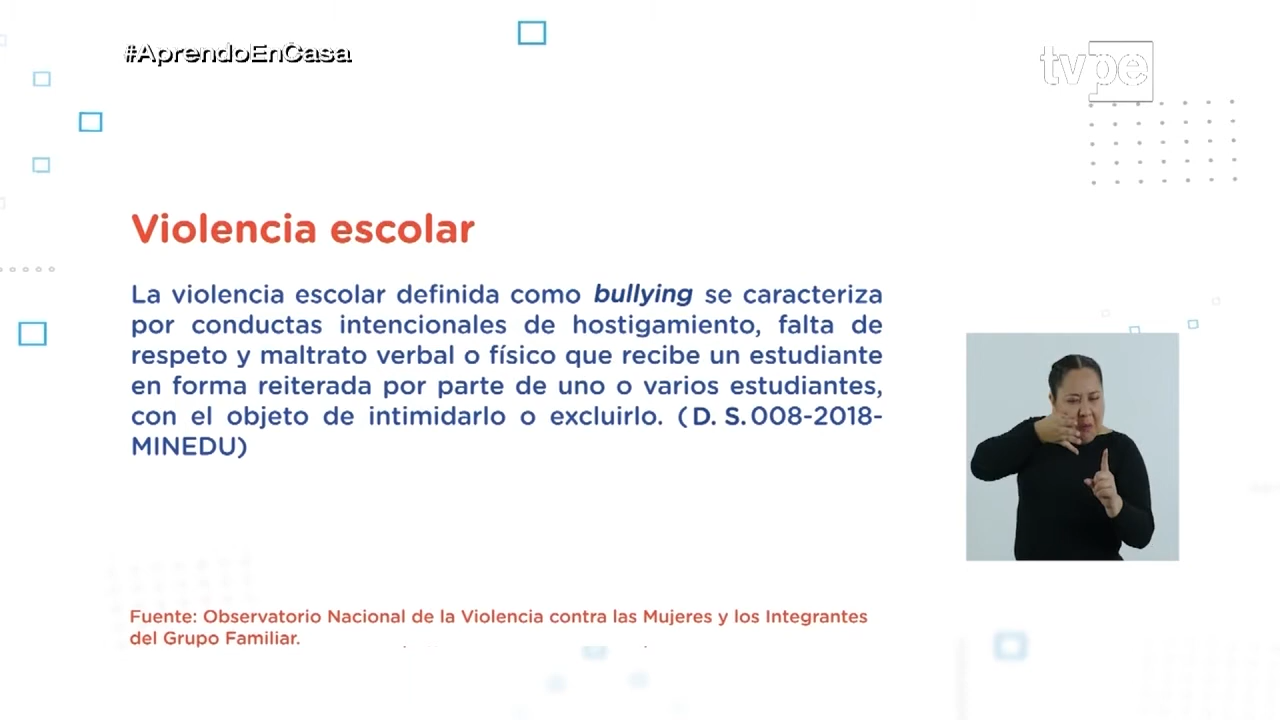 #AprendoEnCasa
tvpe
Violencia escolar
La violencia escolar definida como bullying se caracteriza
por conductas intencionales de hostigamiento, falta de
respeto y maltrato verbal o físico que recibe un estudiante
en forma reiterada por parte de uno o varios estudiantes,
con el objeto de intimidarlo o excluirlo. (D. S. 008-2018-
MINEDU)
Fuente: Observatorio Nacional de la Violencia contra las Mujeres y los Integrantes
del Grupo Familiar.